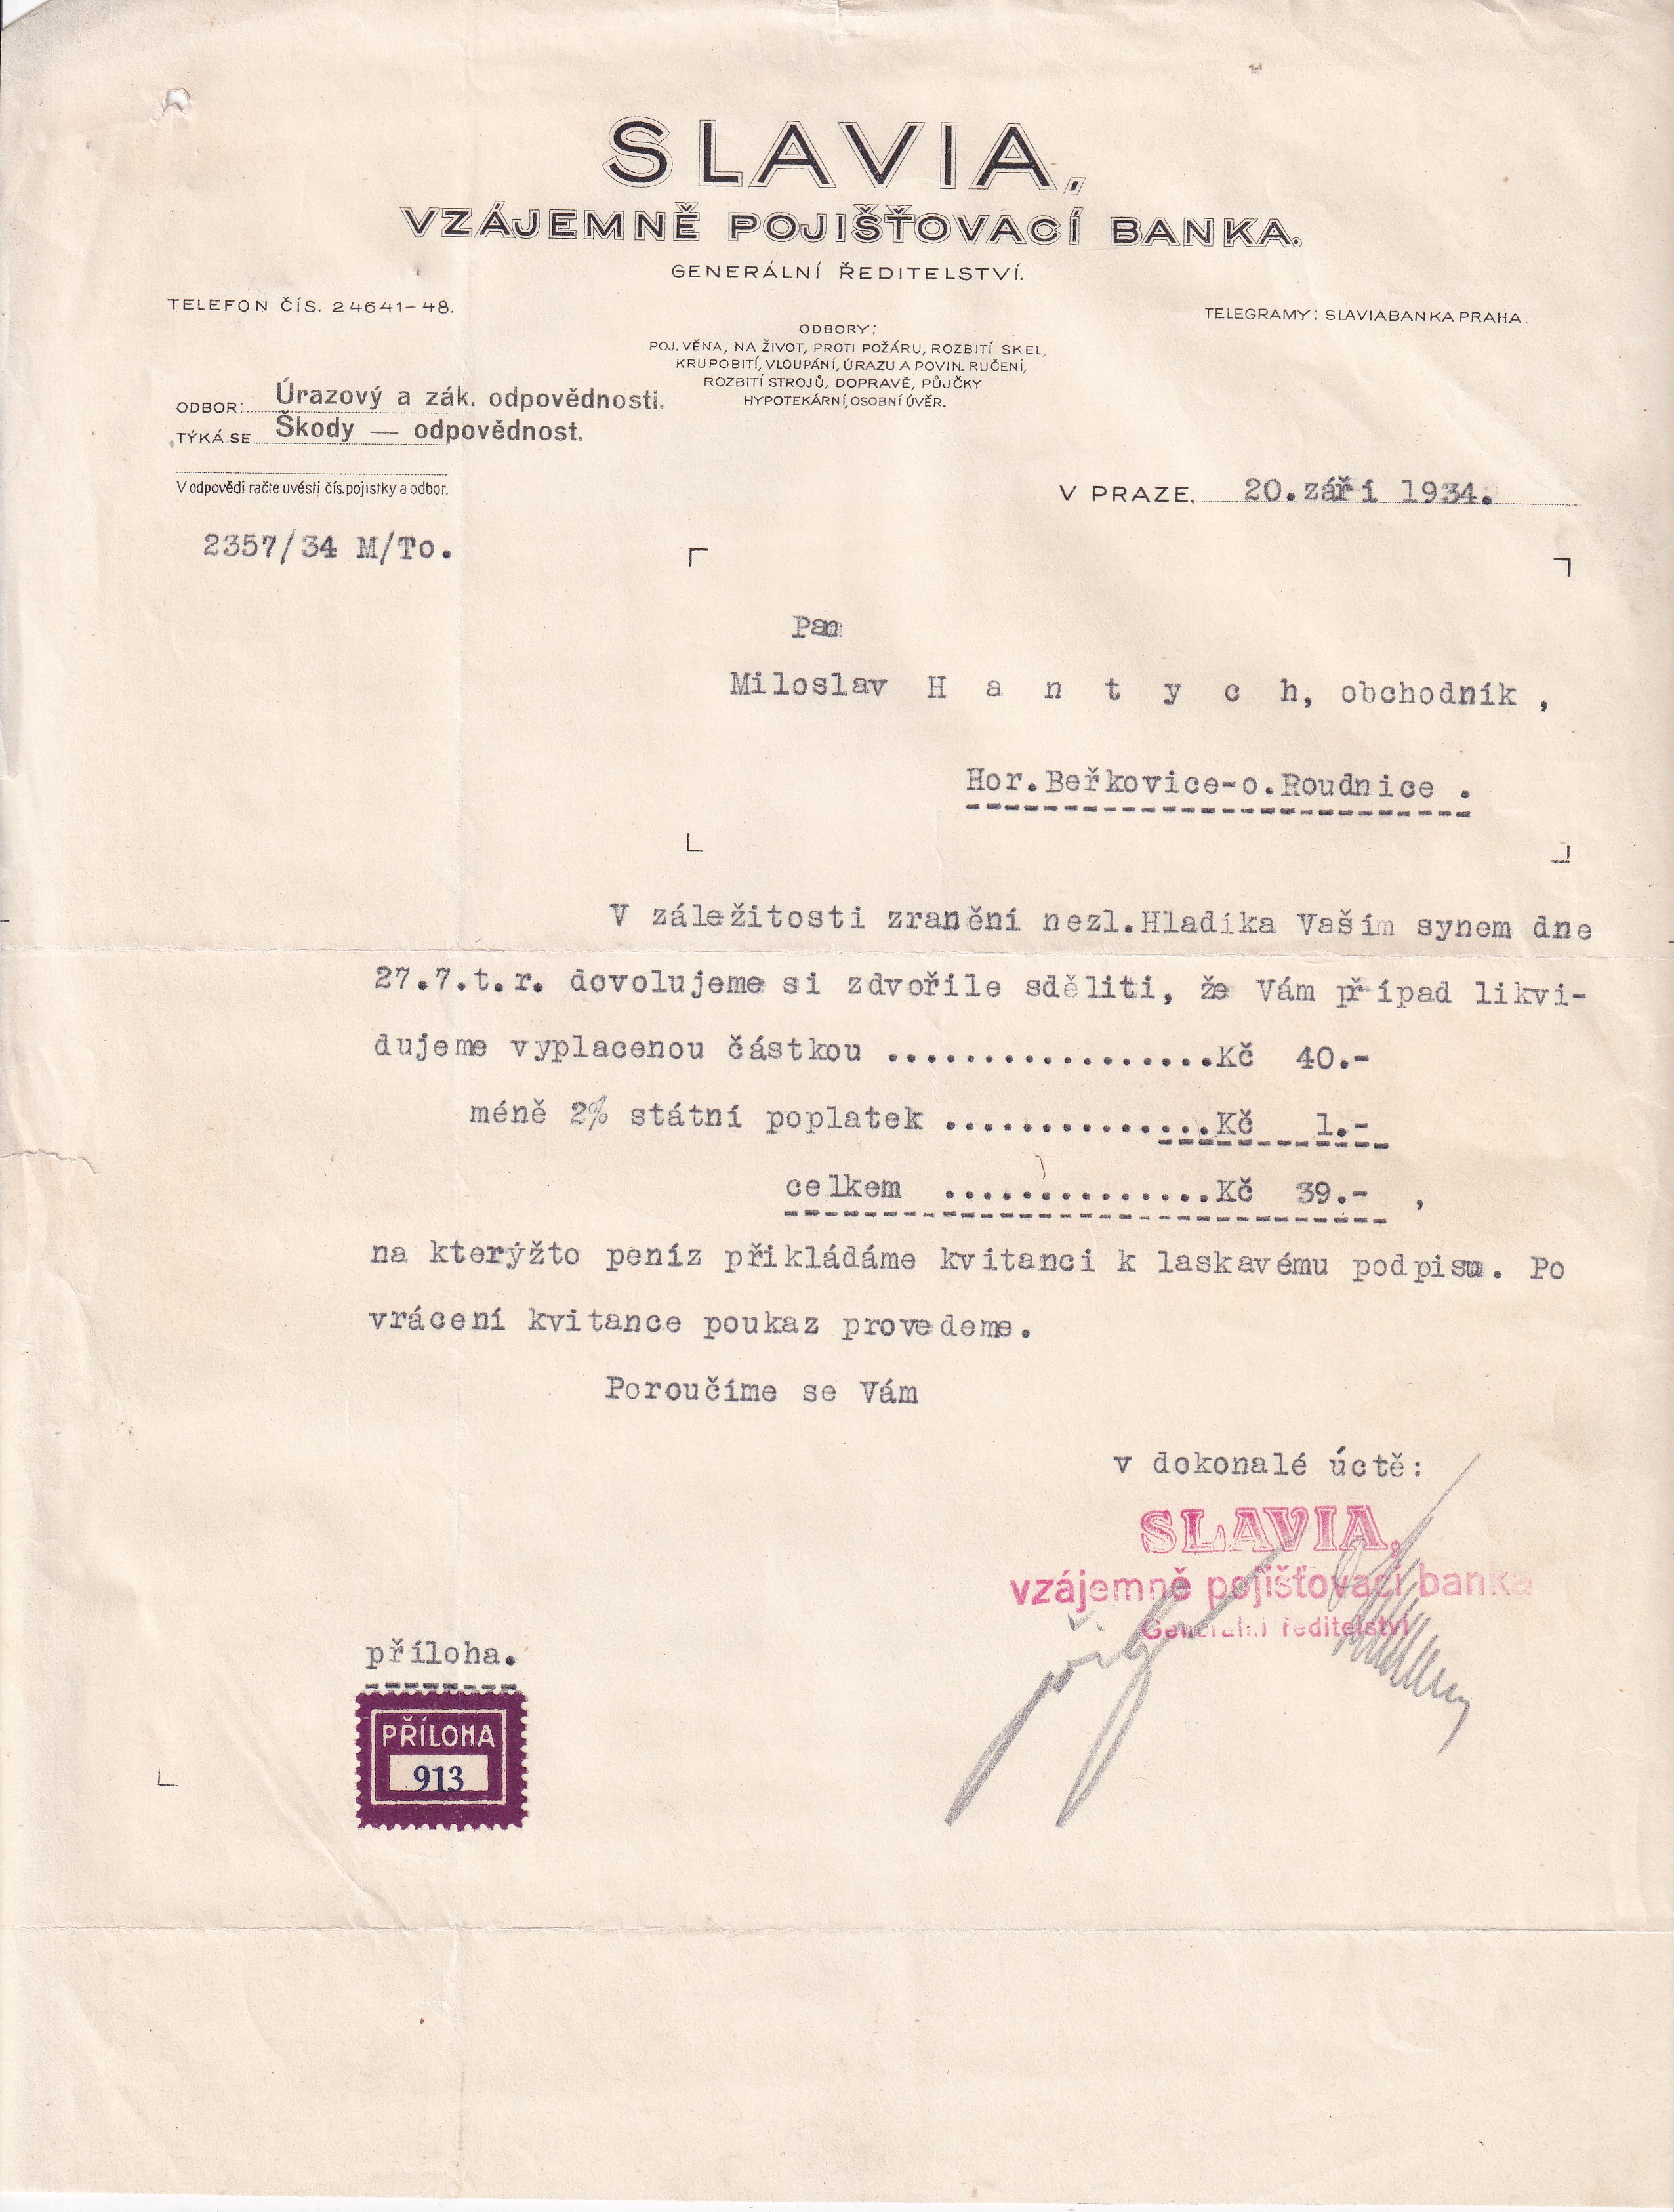 SLAVIA,
VZÁJEMNĚ POJIŠŤOVACÍ BANKA.
GENERÁLNÍ ŘEDITELSTVÍ.
TELEFON ČÍS. 24641-48.
TELEGRAMY: SLAVIABANKA PRAHA.
ODBORY:
POJ. VĚNA, NA ŽIVOT, PROTI POŽÁRU, ROZBITÍ SKEL,
KRUPOBITÍ, VLOUPÁNÍ, ÚRAZU A POVIN. RUČENÍ,
ROZBITÍ STROJŮ, DOPRAVĚ, PŮJČKY
HYPOTEKÁRNÍ, OSOBNÍ ÚVĚR.
ODBOR: Úrazový a zák. odpovědnosti.
TÝKÁ SE Škody — odpovědnost.
V odpovědi račte uvésti čís. pojistky a odbor.
V PRAZE, 20.září 1934.
2357/34 M/To.
Pan
Miloslav H a n t y c h, obchodník ,
Hor.Beřkovice-o.Roudnice .
V záležitosti zranění nezl.Hladíka Vaším synem dne
27.7.t.r. dovolujeme si zdvořile sděliti, že Vám případ likvi-
dujeme vyplacenou částkou .................Kč 40.-
méně 2% státní poplatek ..............Kč 1.-
celkem ..............Kč 39.- ,
na kterýžto peníz přikládáme kvitanci k laskavému podpisu. Po
vrácení kvitance poukaz provedeme.
Poroučíme se Vám
v dokonalé úctě:
SLAVIA,
vzájemně pojišťovací banka
Generální ředitelství
příloha.
PŘÍLOHA
913